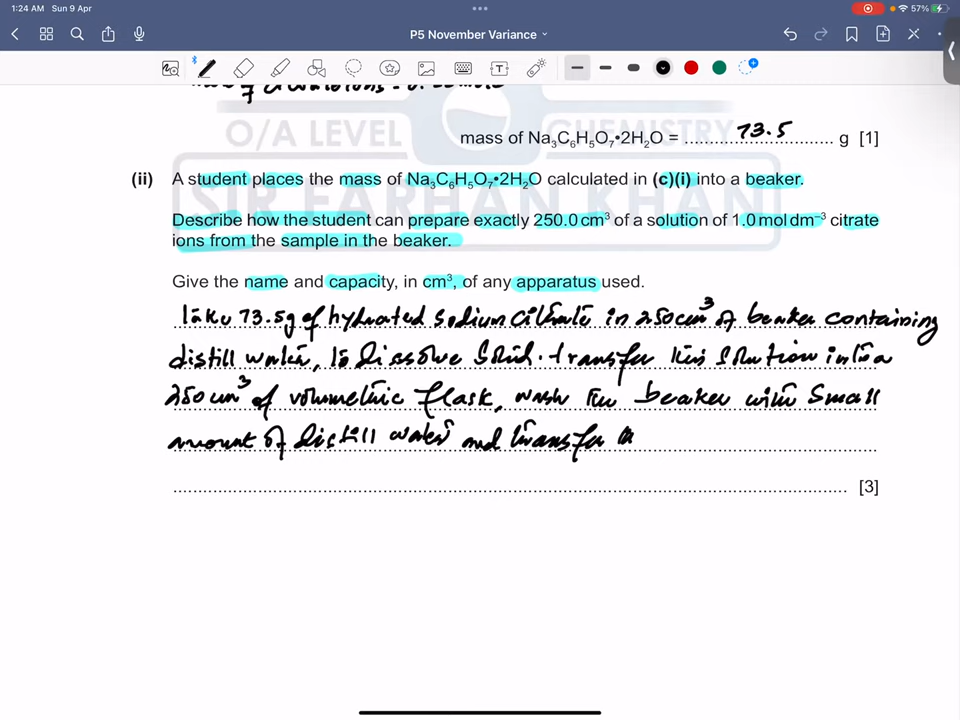 1:24 AM Sun 9 Apr
57%
P5 November Variance
mass of Na₃C₆H₅O₇•2H₂O = 73.5 g [1]
O/A LEVEL CHEMISTRY
SIR FARHAN KHAN
(ii) A student places the mass of Na₃C₆H₅O₇•2H₂O calculated in (c)(i) into a beaker.
Describe how the student can prepare exactly 250.0 cm³ of a solution of 1.0 mol dm⁻³ citrate
ions from the sample in the beaker.
Give the name and capacity, in cm³, of any apparatus used.
Take 73.5g of hydrated sodium citrate in 250cm³ of beaker containing
distill water, to dissolve solid. transfer this solution into a
250 cm³ of volumetric flask, wash the beaker with small
amount of distill water and transfer
[3]